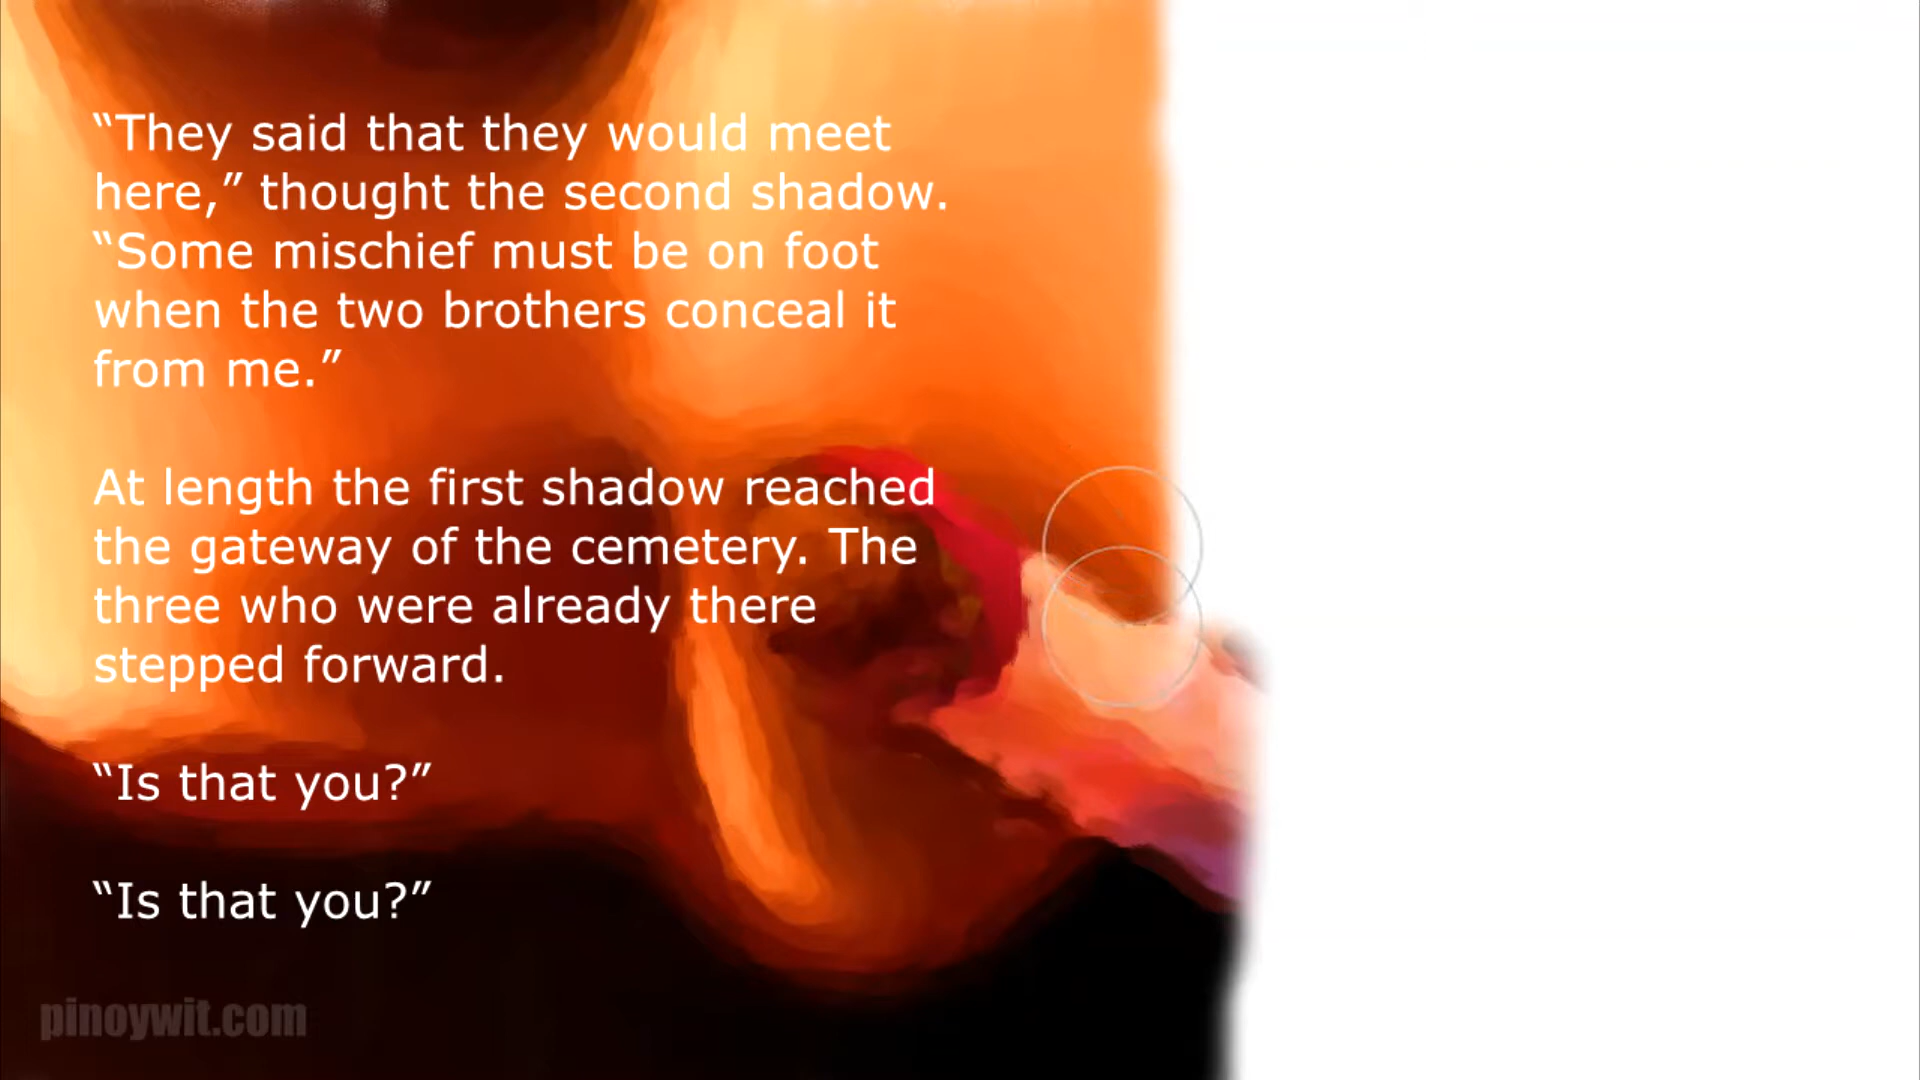 “They said that they would meet
here,” thought the second shadow.
“Some mischief must be on foot
when the two brothers conceal it
from me.”
At length the first shadow reached
the gateway of the cemetery. The
three who were already there
stepped forward.
“Is that you?”
“Is that you?”
pinoywit.com